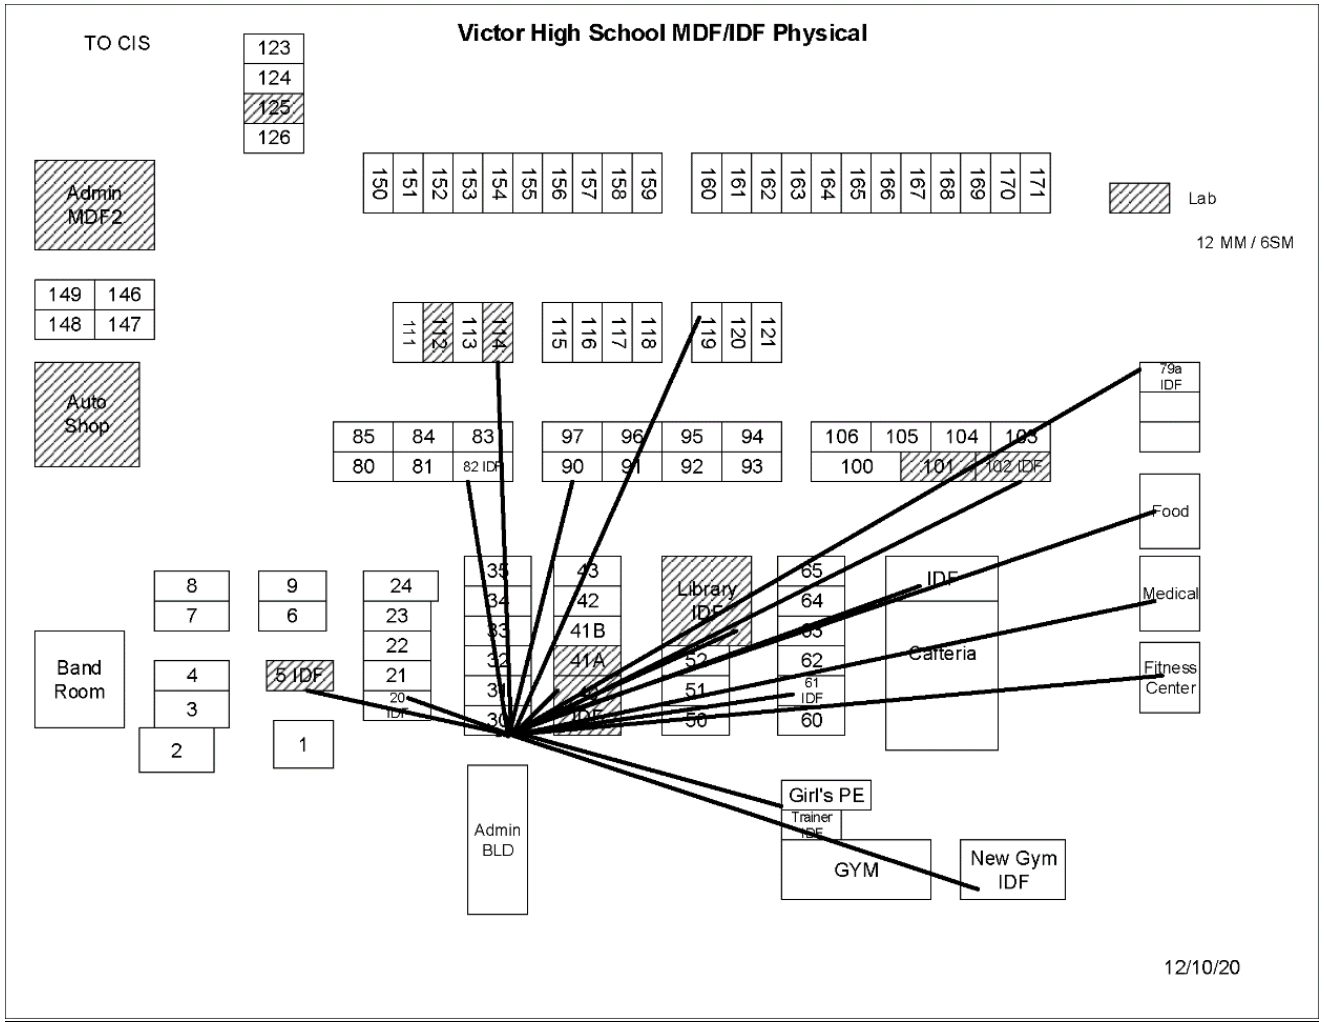 Victor High School MDF/IDF Physical
TO CIS
123
124
125
126
Admin
MDF2
150 151 152 153 154 155 156 157 158 159
160 161 162 163 164 165 166 167 168 169 170 171
Lab
12 MM / 6SM
149 146
148 147
111 112 113 114
115 116 117 118
119 120 121
Auto
Shop
79a
IDF
85 84 83
80 81 82 IDF
97 96 95 94
90 91 92 93
106 105 104 103
100 101 102 IDF
Food
Medical
Fitness
Center
8
7
9
6
24
23
22
21
20
IDF
35
34
33
32
31
30
43
42
41B
41A
40
IDF
Library
IDF
52
51
50
65
64
63
62
61
IDF
60
IDF
Cafteria
Band
Room
4
3
2
5 IDF
1
Admin
BLD
Girl's PE
Trainer
IDF
GYM
New Gym
IDF
12/10/20